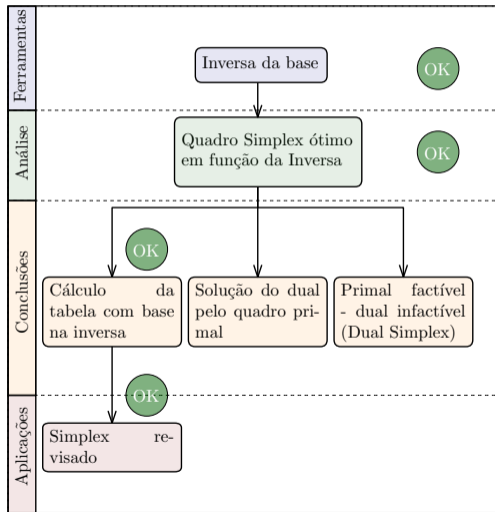 Ferramentas
Inversa da base
OK
Análise
Quadro Simplex ótimo
em função da Inversa
OK
Conclusões
OK
Cálculo da
tabela com base
na inversa
Solução do dual
pelo quadro pri-
mal
Primal factível
- dual infactível
(Dual Simplex)
OK
Aplicações
Simplex re-
visado